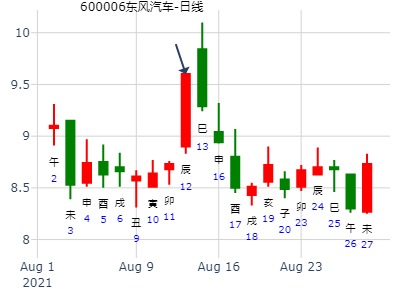 600006东风汽车-日线
10
9.5
9
8.5
8
午
2
未
3
申
4
酉
5
戌
6
丑
9
寅
10
卯
11
辰
12
巳
13
申
16
酉
17
戌
18
亥
19
子
20
卯
23
辰
24
巳
25
午
26
未
27
Aug 1
2021
Aug 9
Aug 16
Aug 23